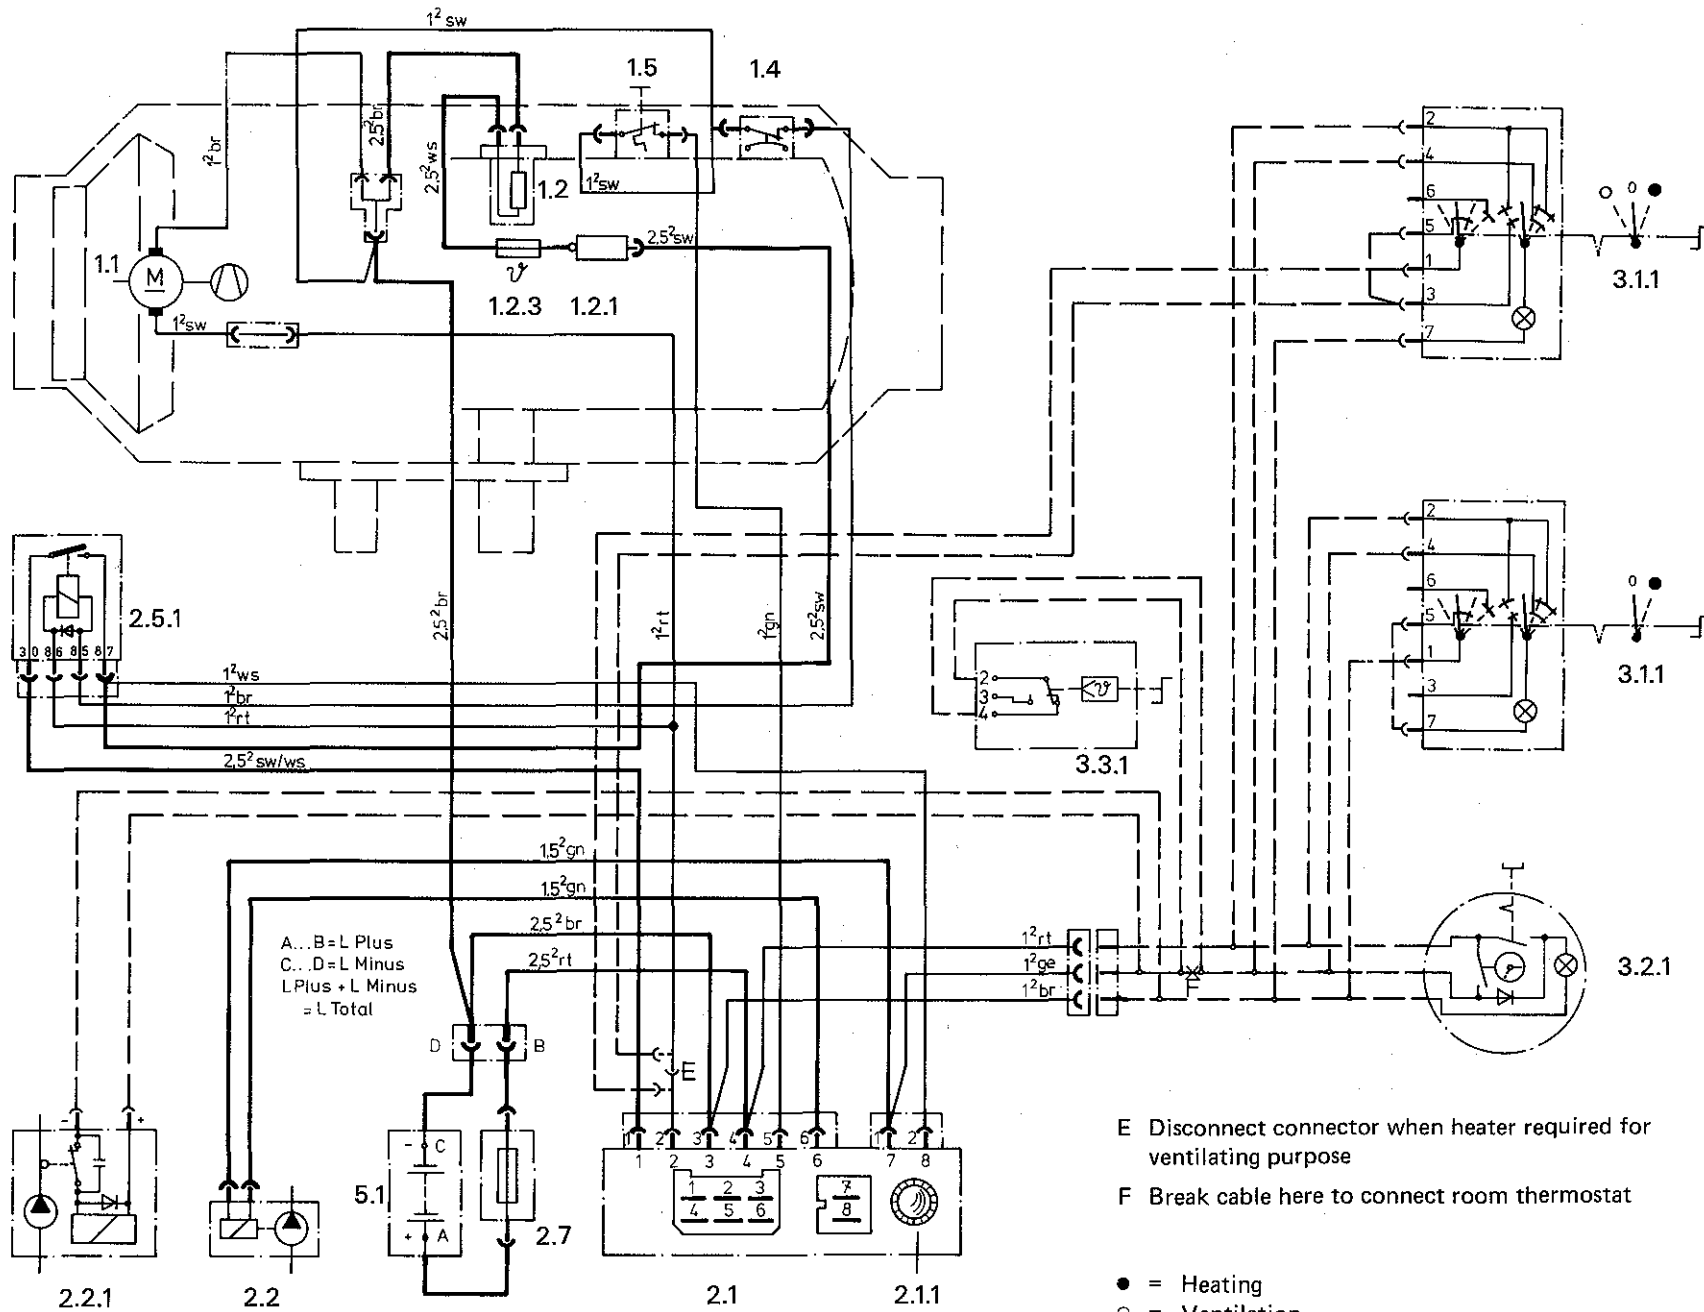 1² sw
1.5
1.4
1² br
2,5² br
2,5² ws
1.2
1² sw
2,5² sw
1.1
M
1² sw
ϑ
1.2.3
1.2.1
2
4
6
5
1
3
7
0
3.1.1
2.5.1
30 86 85 87
2,5² br
1² rt
1² gn
2,5² sw
1² ws
1² br
1² rt
2,5² sw/ws
2
3
4
ϑ
3.3.1
2
4
6
5
1
3
7
0
3.1.1
1,5² gn
1,5² gn
2,5² br
2,5² rt
A...B = L Plus
C...D = L Minus
L Plus + L Minus
= L Total
1² rt
1² ge
1² br
F
3.2.1
D
B
E
- +
- C
+ A
5.1
2.7
1 2 3 4 5 6 1 2
1 2 3 4 5 6 7 8
1 2 3
4 5 6
7
8
2.2.1
2.2
2.1
2.1.1
E Disconnect connector when heater required for
ventilating purpose
F Break cable here to connect room thermostat
● = Heating
○ = Ventilation